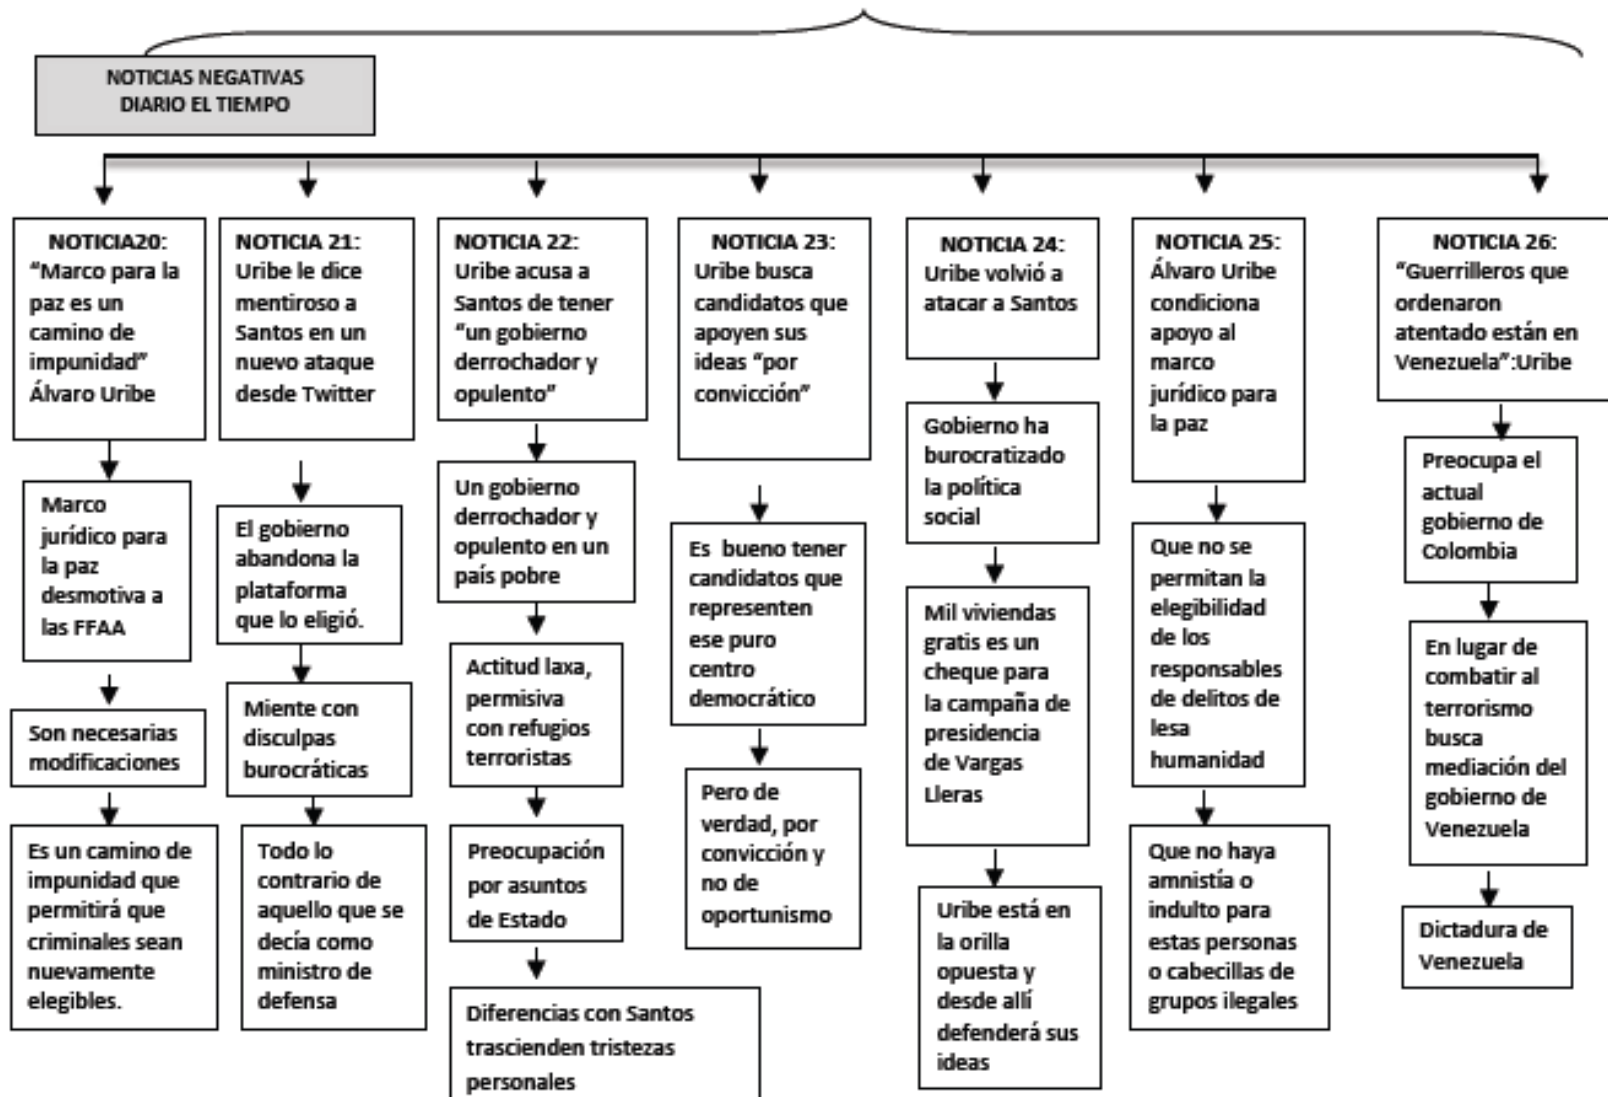 NOTICIAS NEGATIVAS
DIARIO EL TIEMPO
NOTICIA20:
“Marco para la
paz es un
camino de
impunidad”
Álvaro Uribe
Marco
jurídico para
la paz
desmotiva a
las FFAA
Son necesarias
modificaciones
Es un camino de
impunidad que
permitirá que
criminales sean
nuevamente
elegibles.
NOTICIA 21:
Uribe le dice
mentiroso a
Santos en un
nuevo ataque
desde Twitter
El gobierno
abandona la
plataforma
que lo eligió.
Miente con
disculpas
burocráticas
Todo lo
contrario de
aquello que se
decía como
ministro de
defensa
NOTICIA 22:
Uribe acusa a
Santos de tener
“un gobierno
derrochador y
opulento”
Un gobierno
derrochador y
opulento en un
país pobre
Actitud laxa,
permisiva
con refugios
terroristas
Preocupación
por asuntos
de Estado
Diferencias con Santos
trascienden tristezas
personales
NOTICIA 23:
Uribe busca
candidatos que
apoyen sus
ideas “por
convicción”
Es bueno tener
candidatos que
representen
ese puro
centro
democrático
Pero de
verdad, por
convicción y
no de
oportunismo
NOTICIA 24:
Uribe volvió a
atacar a Santos
Gobierno ha
burocratizado
la política
social
Mil viviendas
gratis es un
cheque para
la campaña de
presidencia
de Vargas
Lleras
Uribe está en
la orilla
opuesta y
desde allí
defenderá sus
ideas
NOTICIA 25:
Álvaro Uribe
condiciona
apoyo al
marco
jurídico para
la paz
Que no se
permitan la
elegibilidad
de los
responsables
de delitos de
lesa
humanidad
Que no haya
amnistía o
indulto para
estas personas
o cabecillas de
grupos ilegales
NOTICIA 26:
“Guerrilleros que
ordenaron
atentado están en
Venezuela”:Uribe
Preocupa el
actual
gobierno de
Colombia
En lugar de
combatir al
terrorismo
busca
mediación del
gobierno de
Venezuela
Dictadura de
Venezuela